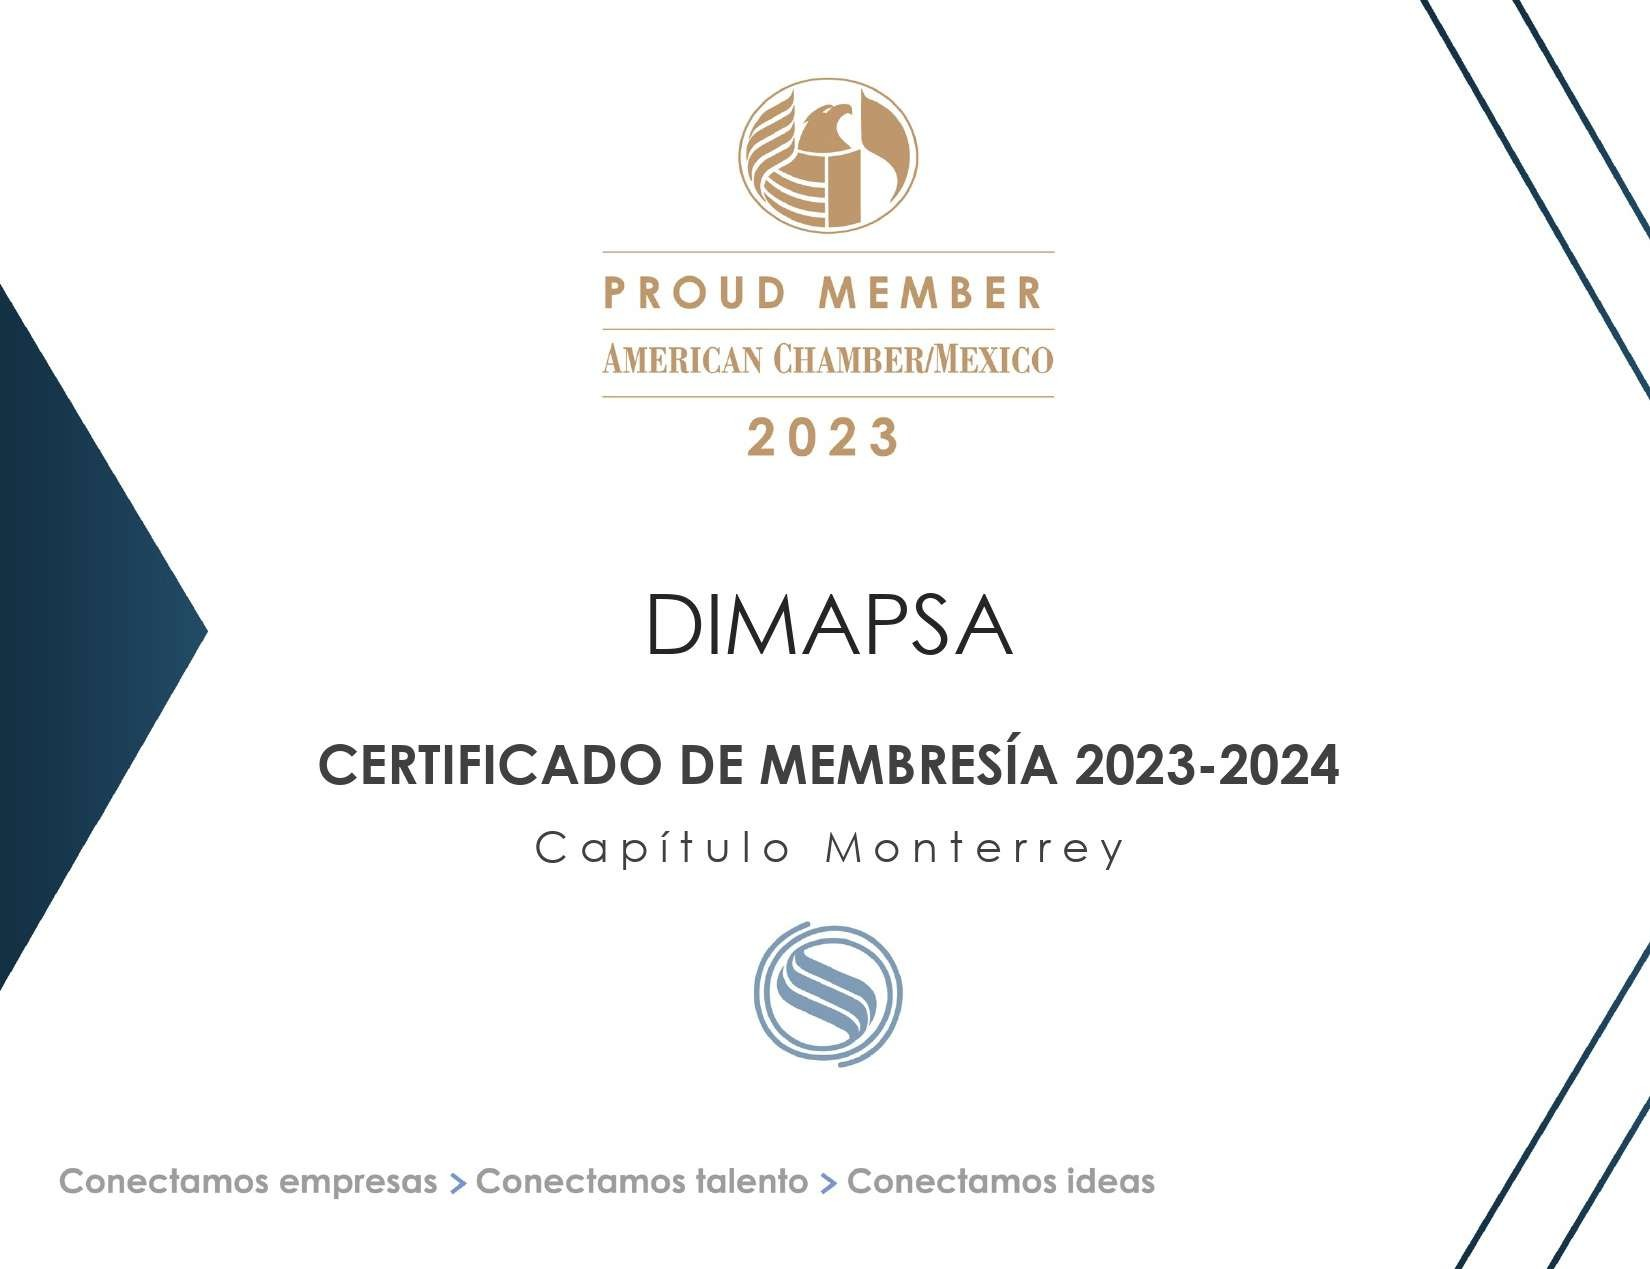 PROUD MEMBER
AMERICAN CHAMBER/MEXICO
2023
DIMAPSA
CERTIFICADO DE MEMBRESÍA 2023-2024
Capítulo Monterrey
Conectamos empresas > Conectamos talento > Conectamos ideas